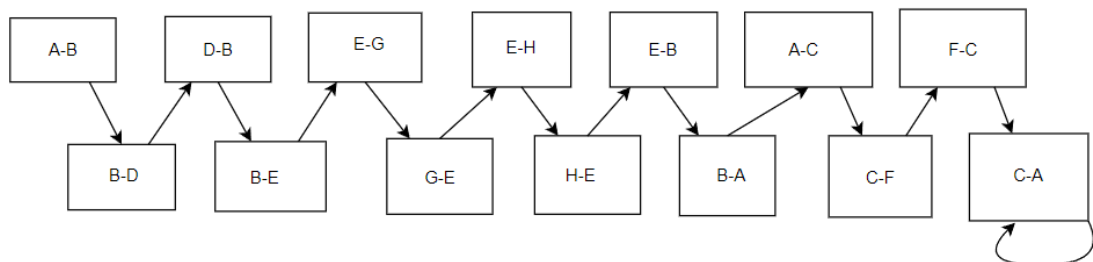 A-B
D-B
E-G
E-H
E-B
A-C
F-C
B-D
B-E
G-E
H-E
B-A
C-F
C-A